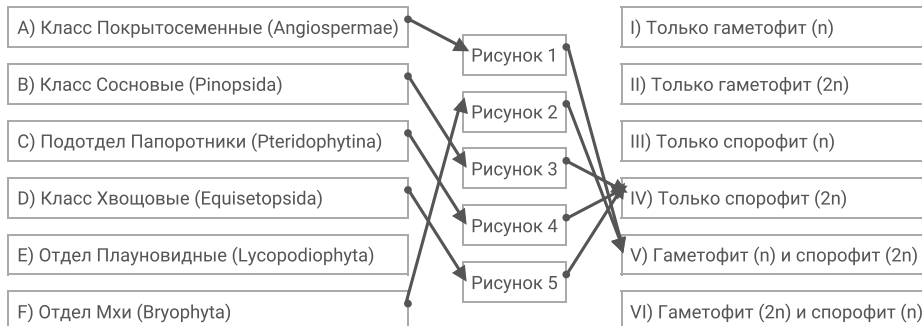 A) Класс Покрытосеменные (Angiospermae)
B) Класс Сосновые (Pinopsida)
C) Подотдел Папоротники (Pteridophytina)
D) Класс Хвощовые (Equisetopsida)
E) Отдел Плауновидные (Lycopodiophyta)
F) Отдел Мхи (Bryophyta)
Рисунок 1
Рисунок 2
Рисунок 3
Рисунок 4
Рисунок 5
I) Только гаметофит (n)
II) Только гаметофит (2n)
III) Только спорофит (n)
IV) Только спорофит (2n)
V) Гаметофит (n) и спорофит (2n)
VI) Гаметофит (2n) и спорофит (n)